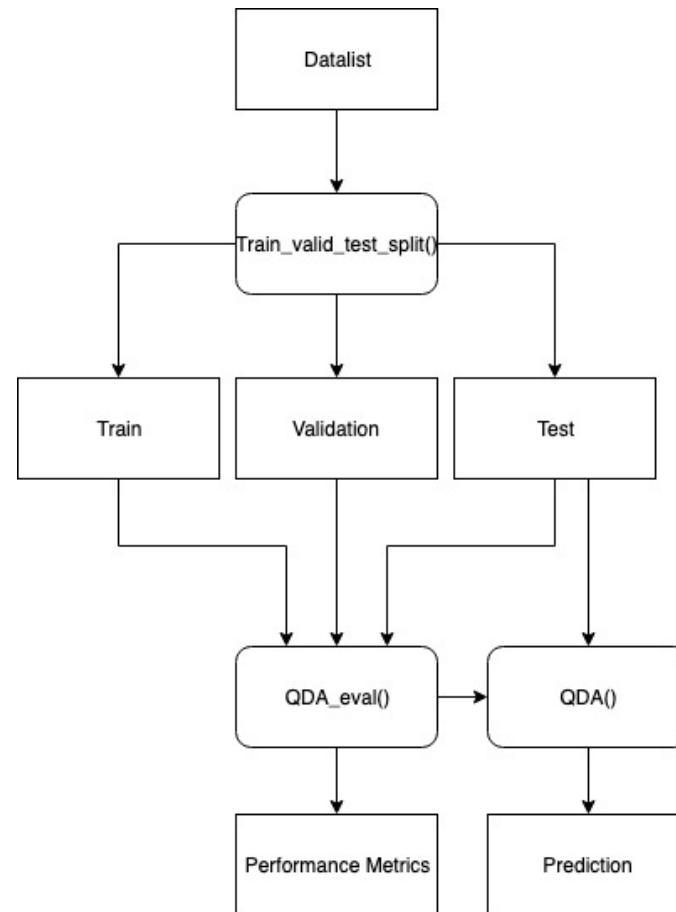 Datalist
Train_valid_test_split()
Train
Validation
Test
QDA_eval()
QDA()
Performance Metrics
Prediction